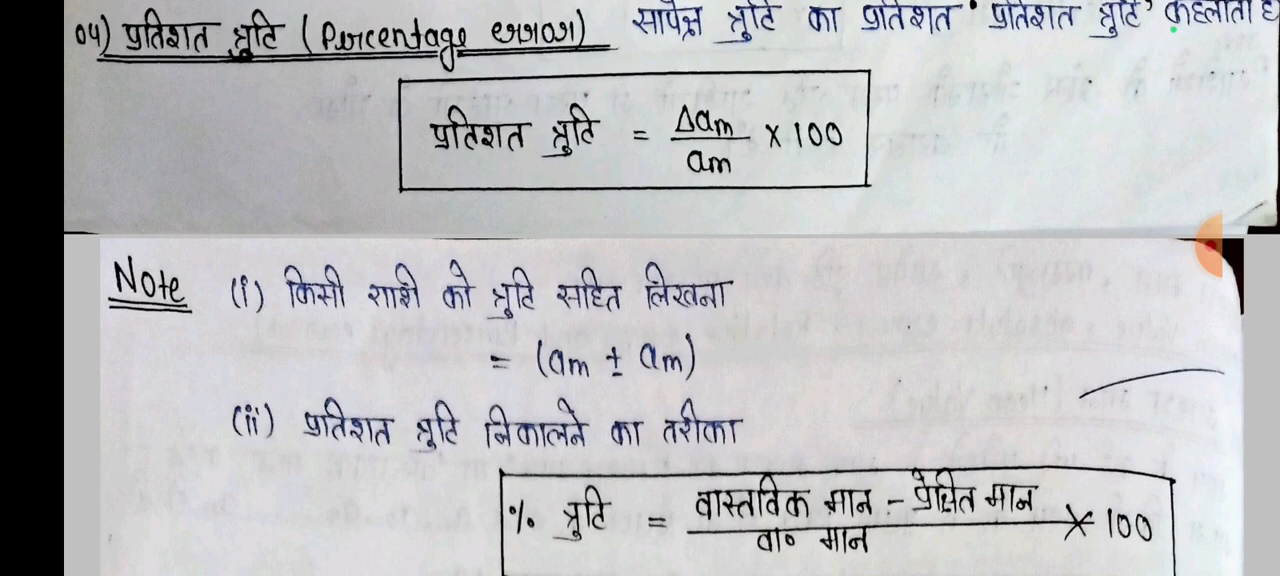 04) प्रतिशत त्रुटि (Percentage error) सापेक्ष त्रुटि का प्रतिशत 'प्रतिशत त्रुटि' कहलाता है
प्रतिशत त्रुटि = Δam/am × 100
Note (i) किसी राशी को त्रुटि सहित लिखना
= (am ± am)
(ii) प्रतिशत त्रुटि निकालने का तरीका
% त्रुटि = वास्तविक मान - प्रेक्षित मान/वा० मान × 100